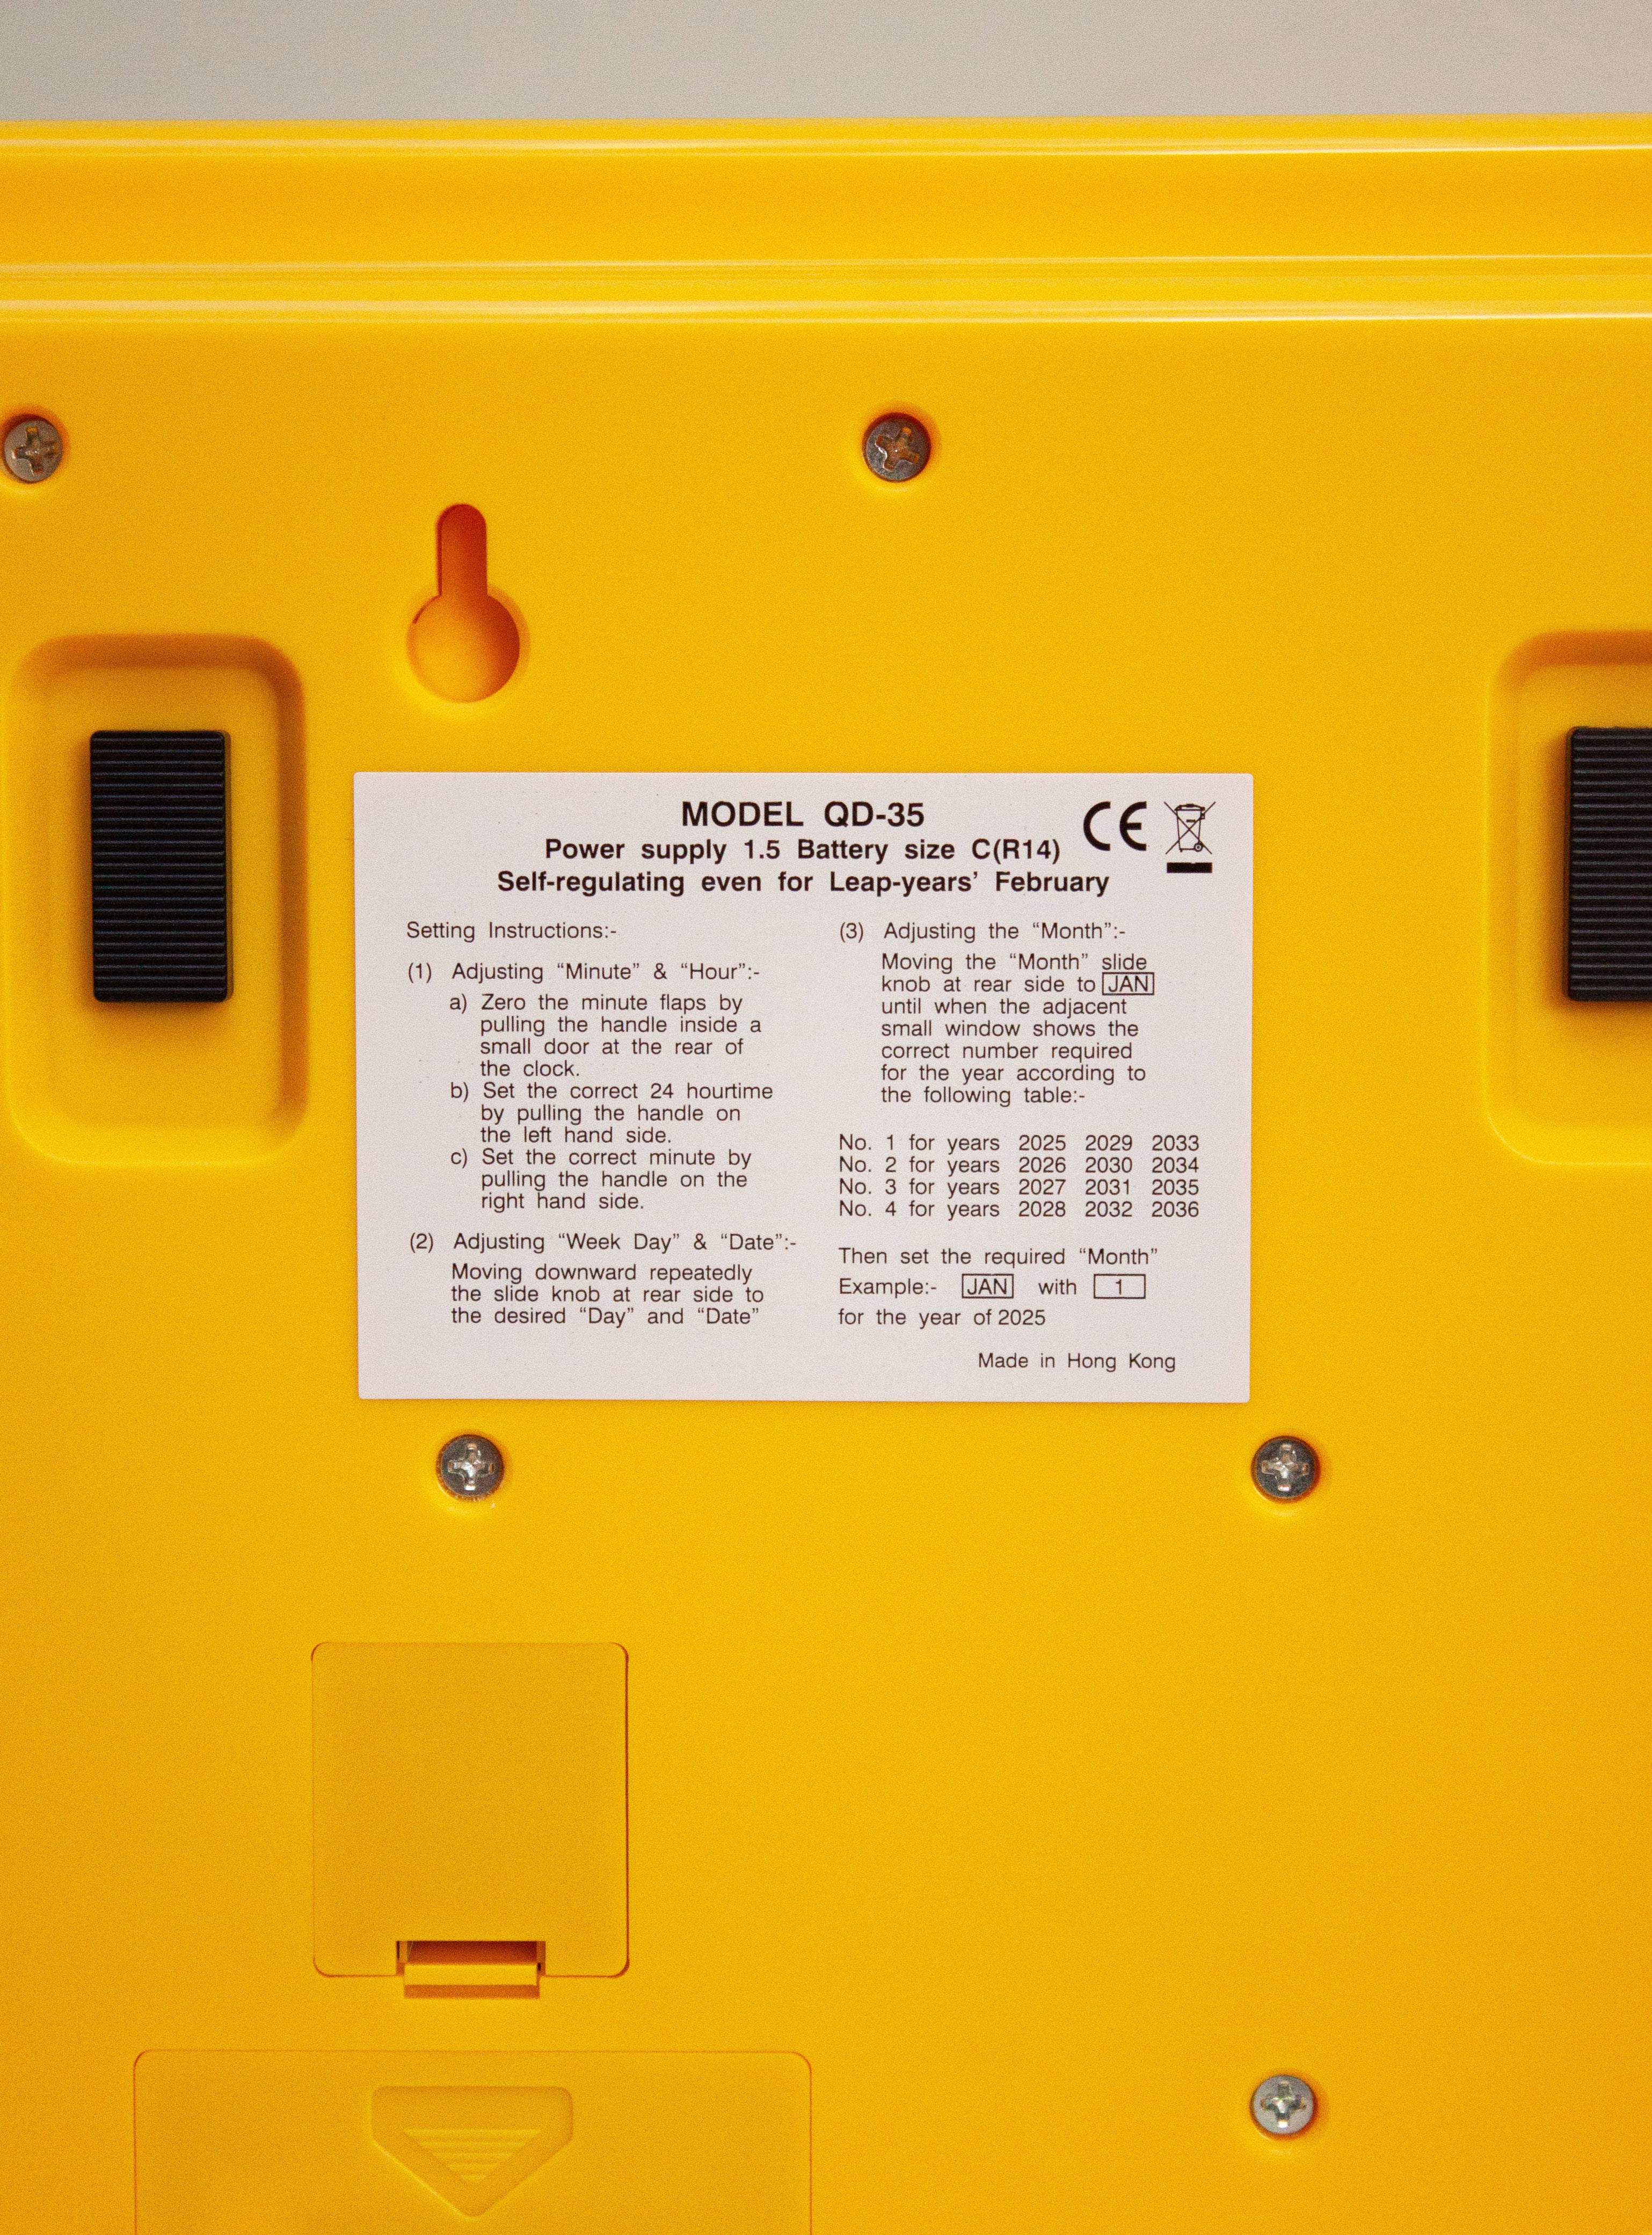 MODEL QD-35
CE
Power supply 1.5 Battery size C(R14)
Self-regulating even for Leap-years’ February
Setting Instructions:-
(1) Adjusting “Minute” & “Hour”:-
a) Zero the minute flaps by
pulling the handle inside a
small door at the rear of
the clock.
b) Set the correct 24 hourtime
by pulling the handle on
the left hand side.
c) Set the correct minute by
pulling the handle on the
right hand side.
(2) Adjusting “Week Day” & “Date”:-
Moving downward repeatedly
the slide knob at rear side to
the desired “Day” and “Date”
(3) Adjusting the “Month”:-
Moving the “Month” slide
knob at rear side to JAN
until when the adjacent
small window shows the
correct number required
for the year according to
the following table:-
No. 1 for years 2025 2029 2033
No. 2 for years 2026 2030 2034
No. 3 for years 2027 2031 2035
No. 4 for years 2028 2032 2036
Then set the required “Month”
Example:- JAN with 1
for the year of 2025
Made in Hong Kong